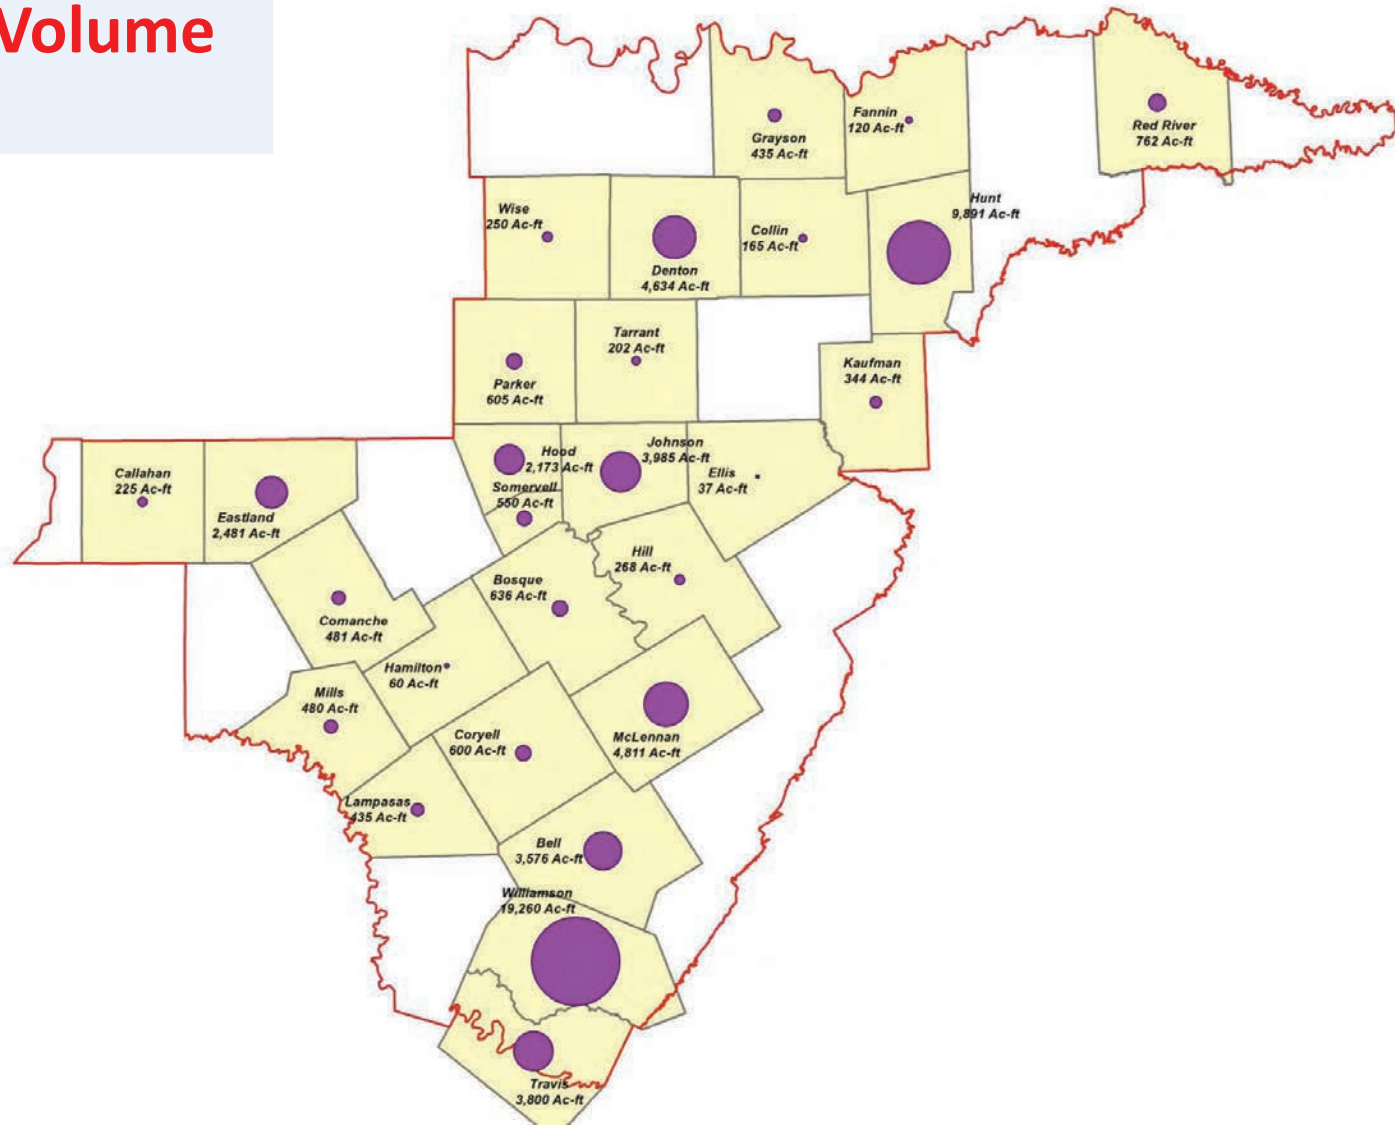 Volume
Grayson
435 Ac-ft
Fannin
120 Ac-ft
Red River
762 Ac-ft
Wise
250 Ac-ft
Denton
4,634 Ac-ft
Collin
165 Ac-ft
Hunt
9,891 Ac-ft
Parker
605 Ac-ft
Tarrant
202 Ac-ft
Kaufman
344 Ac-ft
Callahan
225 Ac-ft
Eastland
2,481 Ac-ft
Hood
2,173 Ac-ft
Somervell
550 Ac-ft
Johnson
3,985 Ac-ft
Ellis
37 Ac-ft
Hill
268 Ac-ft
Bosque
636 Ac-ft
Comanche
481 Ac-ft
Hamilton
60 Ac-ft
Mills
480 Ac-ft
Coryell
600 Ac-ft
McLennan
4,811 Ac-ft
Lampasas
435 Ac-ft
Bell
3,576 Ac-ft
Williamson
19,260 Ac-ft
Travis
3,800 Ac-ft